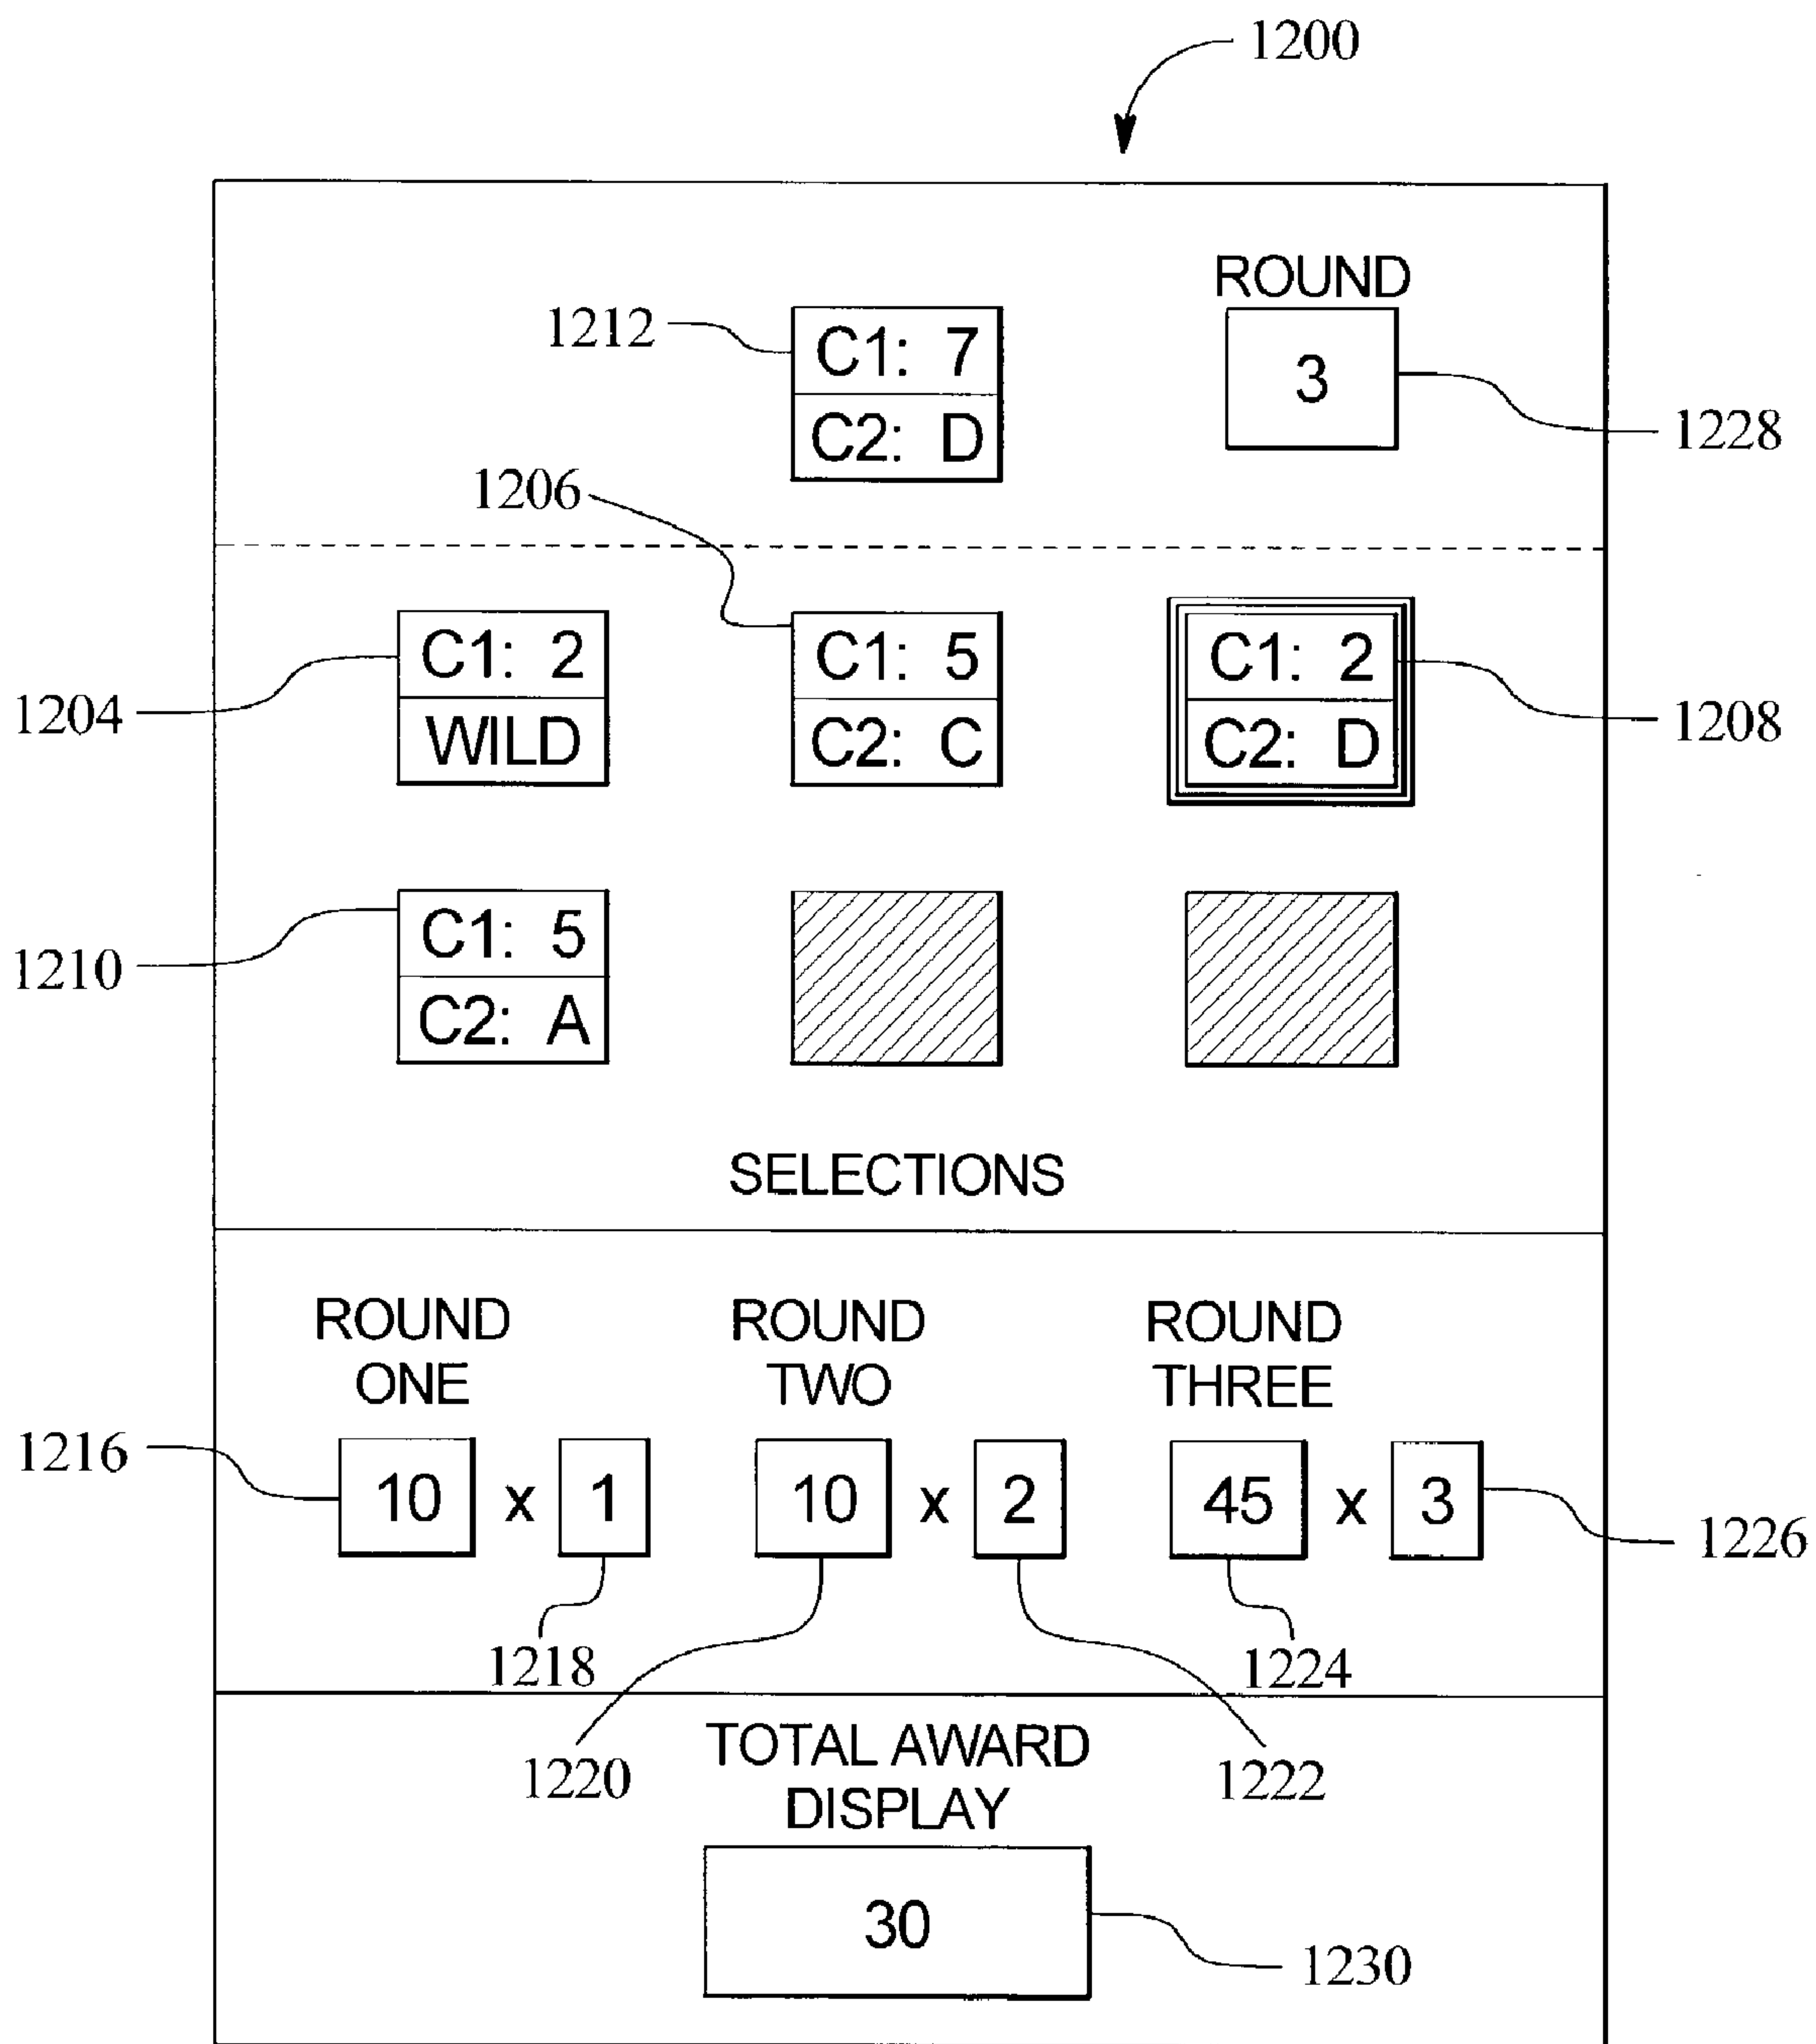 1200
ROUND
1212
C1: 7
3
C2: D
1228
1206
C1: 2
C1: 5
C1: 2
1204
WILD
C2: C
C2: D
1208
C1: 5
1210
C2: A
SELECTIONS
ROUND ONE
ROUND TWO
ROUND THREE
1216
10 x 1
10 x 2
45 x 3
1226
1218
1224
1220
TOTAL AWARD
1222
DISPLAY
30
1230